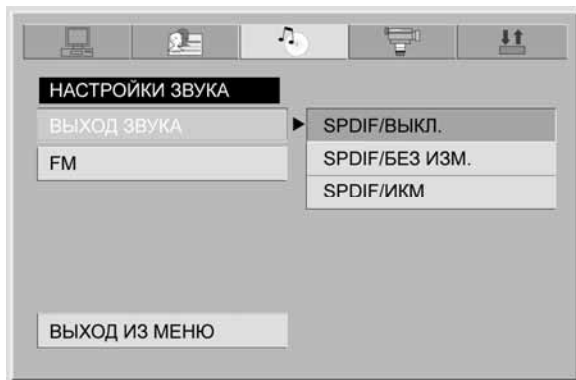 НАСТРОЙКИ ЗВУКА
ВЫХОД ЗВУКА
SPDIF/ВЫКЛ.
FM
SPDIF/БЕЗ ИЗМ.
SPDIF/ИКМ
ВЫХОД ИЗ МЕНЮ